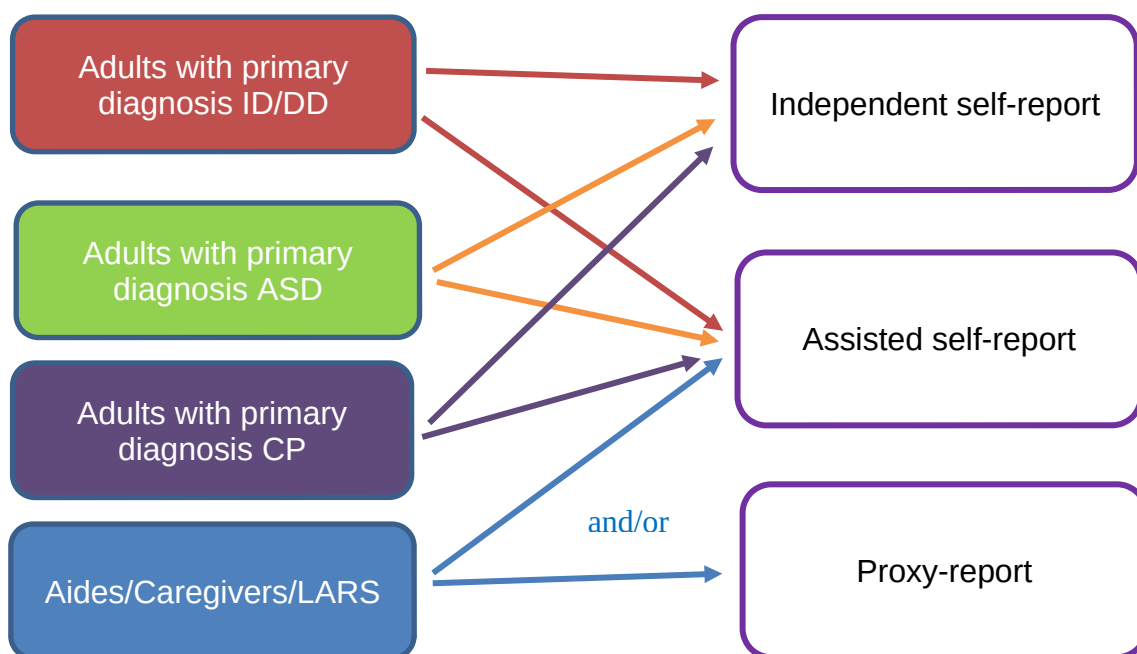 Adults with primary
diagnosis ID/DD
Independent self-report
Adults with primary
diagnosis ASD
Assisted self-report
Adults with primary
diagnosis CP
and/or
Aides/Caregivers/LARS
Proxy-report